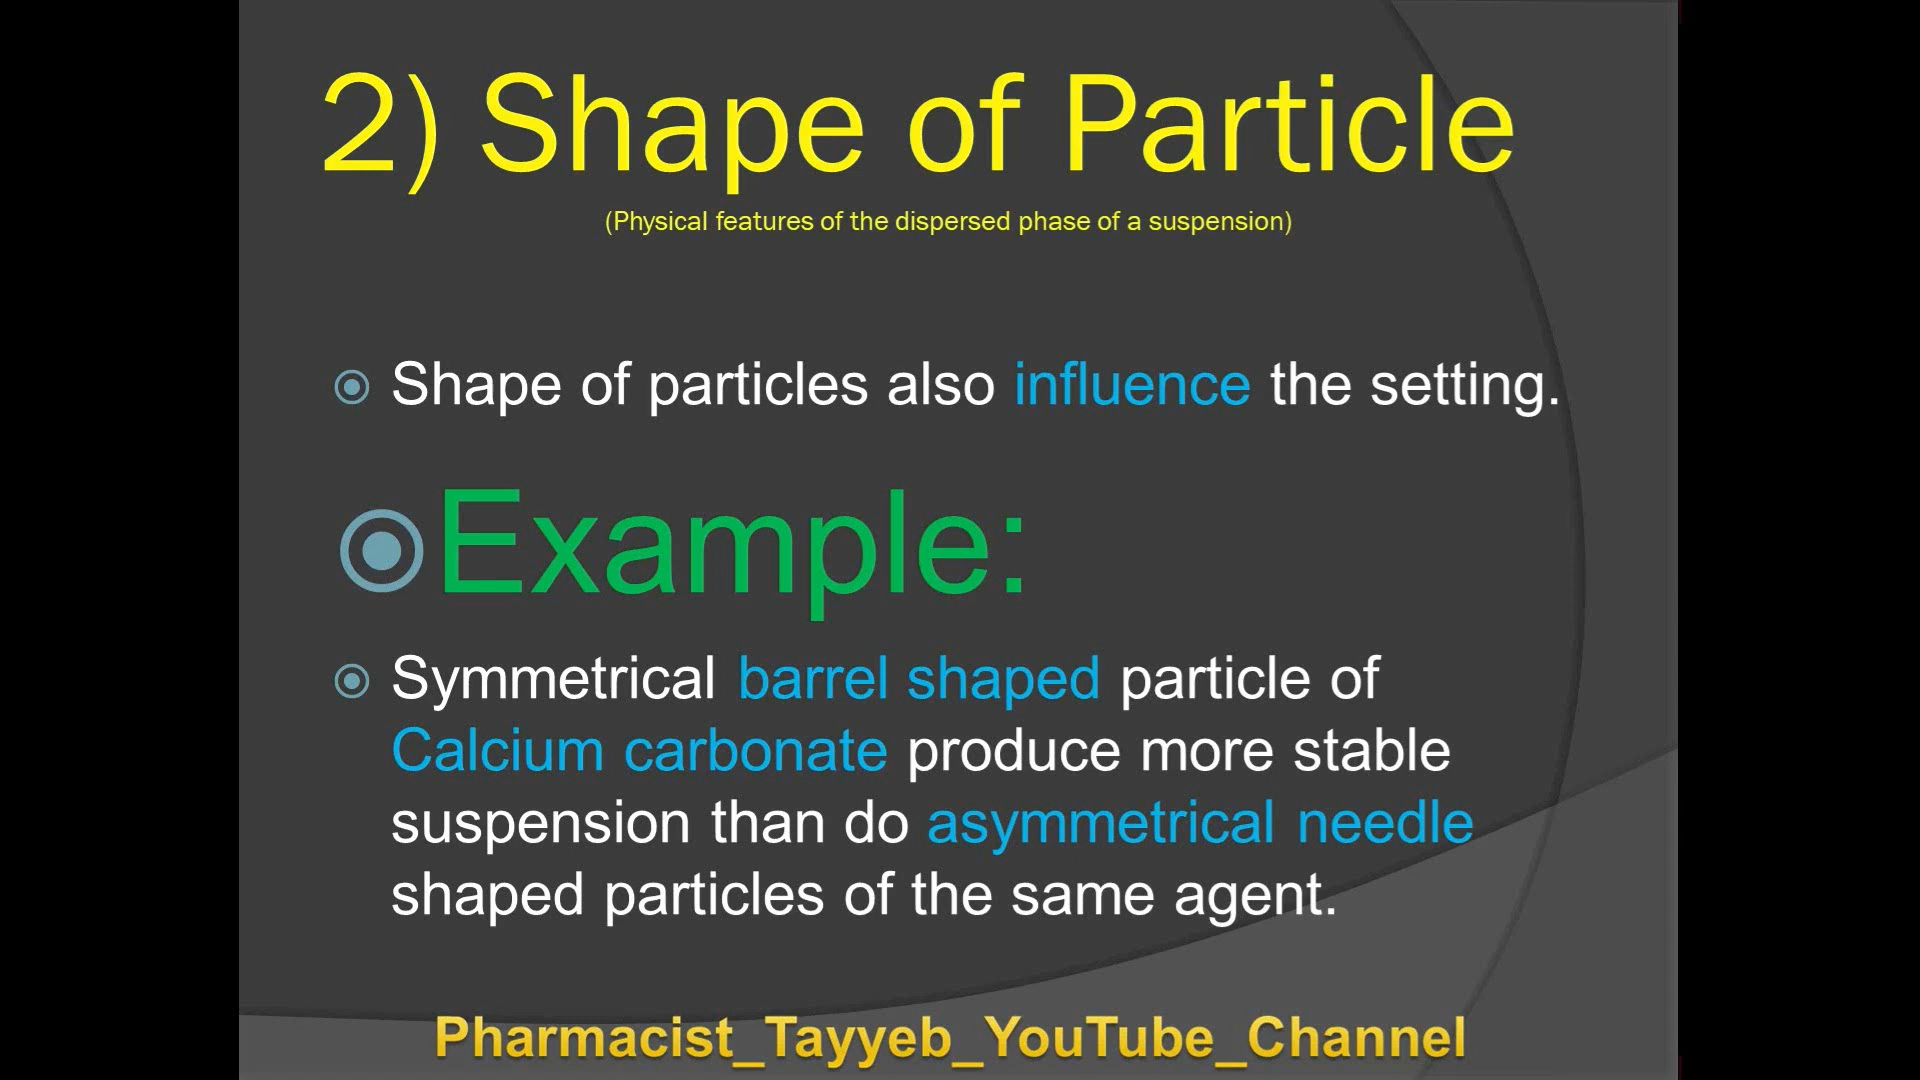 2) Shape of Particle
(Physical features of the dispersed phase of a suspension)
Shape of particles also influence the setting.
Example:
Symmetrical barrel shaped particle of
Calcium carbonate produce more stable
suspension than do asymmetrical needle
shaped particles of the same agent.
Pharmacist_Tayyeb_YouTube_Channel